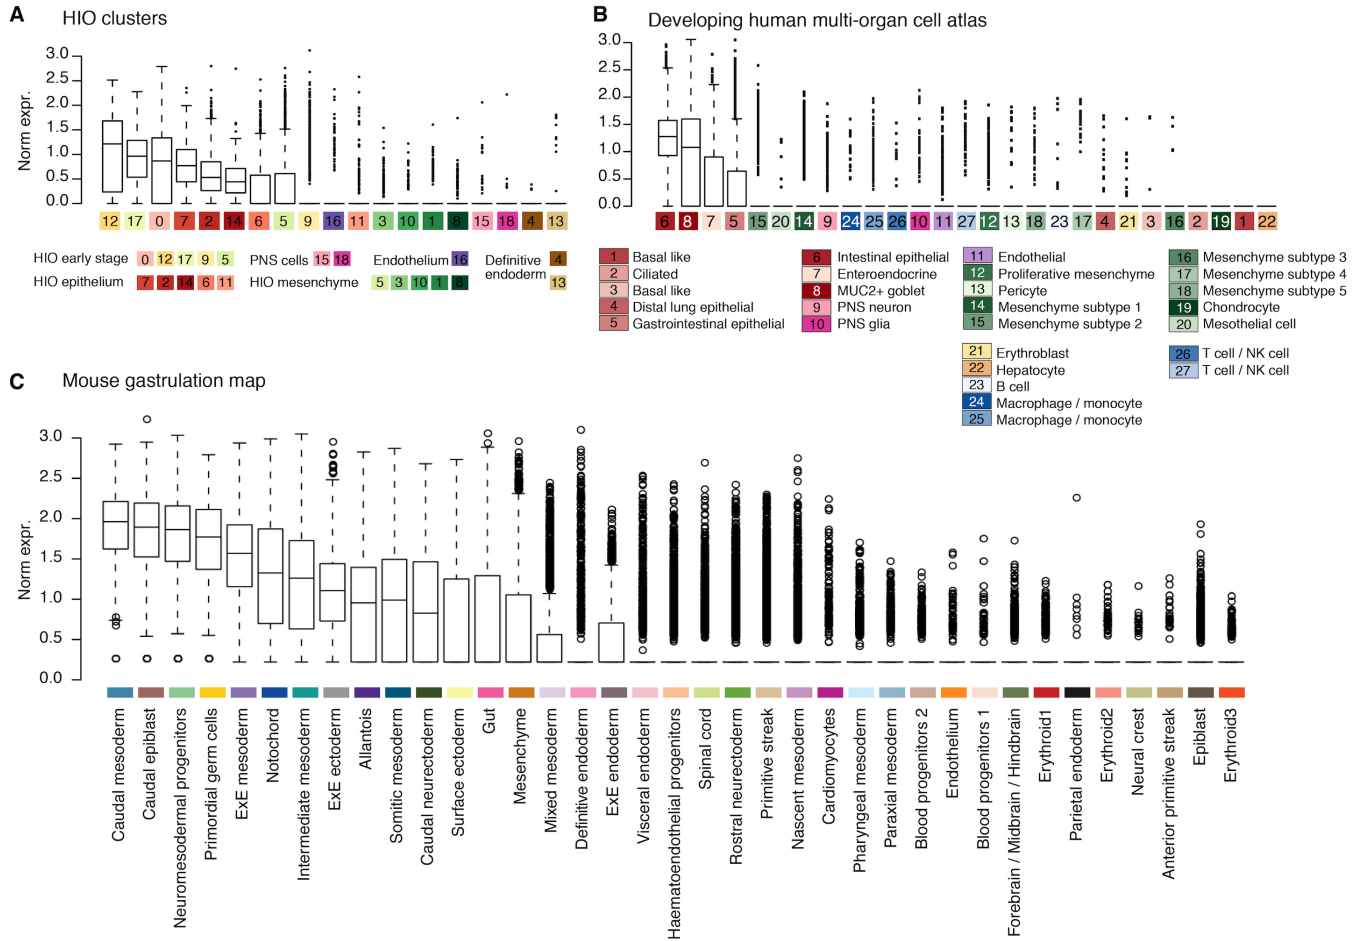 A
HIO clusters
Norm expr.
3.0
2.5
2.0
1.5
1.0
0.5
0.0
12 17 0 7 2 14 6 5 9 16 11 3 10 1 8 15 18 4 13
HIO early stage 0 12 17 9 5
PNS cells 15 18
Endothelium 16
Definitive endoderm 4 13
HIO epithelium 7 2 14 6 11
HIO mesenchyme 5 3 10 1 8
B
Developing human multi-organ cell atlas
3.0
2.5
2.0
1.5
1.0
0.5
0.0
6 8 7 5 15 20 14 9 24 25 26 10 11 27 12 13 18 23 17 4 21 3 16 2 19 1 22
1 Basal like
2 Ciliated
3 Basal like
4 Distal lung epithelial
5 Gastrointestinal epithelial
6 Intestinal epithelial
7 Enteroendocrine
8 MUC2+ goblet
9 PNS neuron
10 PNS glia
11 Endothelial
12 Proliferative mesenchyme
13 Pericyte
14 Mesenchyme subtype 1
15 Mesenchyme subtype 2
16 Mesenchyme subtype 3
17 Mesenchyme subtype 4
18 Mesenchyme subtype 5
19 Chondrocyte
20 Mesothelial cell
21 Erythroblast
22 Hepatocyte
23 B cell
24 Macrophage / monocyte
25 Macrophage / monocyte
26 T cell / NK cell
27 T cell / NK cell
C
Mouse gastrulation map
Norm expr.
3.0
2.5
2.0
1.5
1.0
0.5
0.0
Caudal mesoderm
Caudal epiblast
Neuromesodermal progenitors
Primordial germ cells
ExE mesoderm
Notochord
Intermediate mesoderm
ExE ectoderm
Allantois
Somitic mesoderm
Caudal neurectoderm
Surface ectoderm
Gut
Mesenchyme
Mixed mesoderm
Definitive endoderm
ExE endoderm
Visceral endoderm
Haematoendothelial progenitors
Spinal cord
Rostral neurectoderm
Primitive streak
Nascent mesoderm
Cardiomyocytes
Pharyngeal mesoderm
Paraxial mesoderm
Blood progenitors 2
Endothelium
Blood progenitors 1
Forebrain / Midbrain / Hindbrain
Erythroid1
Parietal endoderm
Erythroid2
Neural crest
Anterior primitive streak
Epiblast
Erythroid3